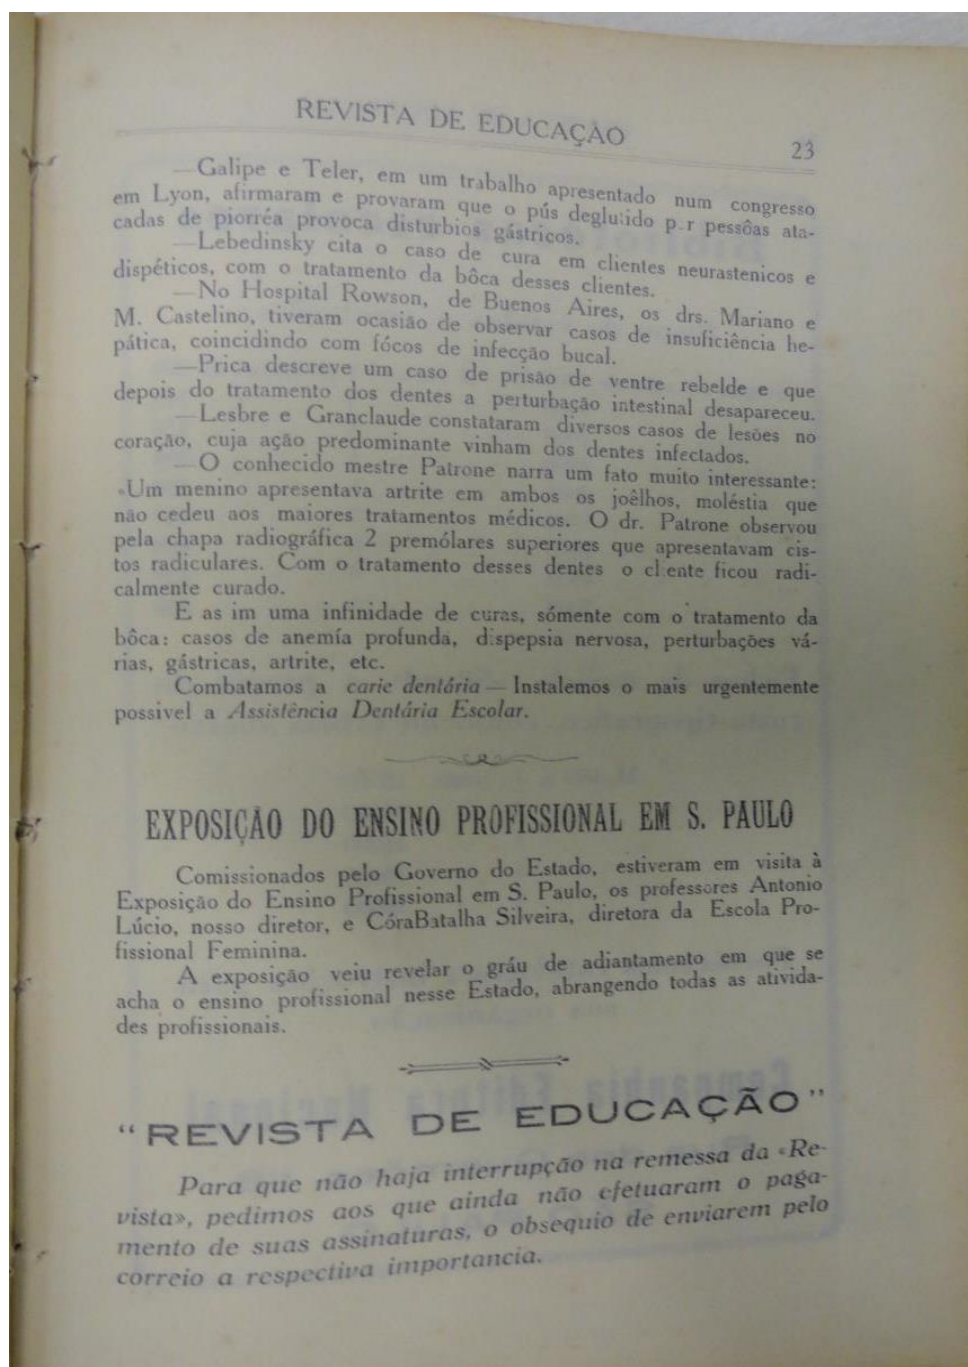 REVISTA DE EDUCAÇÃO
23
—Galipe e Teler, em um trabalho apresentado num congresso
em Lyon, afirmaram e provaram que o pús deglutido por pessôas ata-
cadas de piorréa provoca disturbios gástricos.
—Lebedinsky cita o caso de cura em clientes neurastenicos e
dispéticos, com o tratamento da bôca desses clientes.
—No Hospital Rowson, de Buenos Aires, os drs. Mariano e
M. Castelino, tiveram ocasião de observar casos de insuficiência he-
pática, coincidindo com fócos de infecção bucal.
—Prica descreve um caso de prisão de ventre rebelde e que
depois do tratamento dos dentes a perturbação intestinal desapareceu.
—Lesbre e Granclaude constataram diversos casos de lesões no
coração, cuja ação predominante vinham dos dentes infectados.
—O conhecido mestre Patrone narra um fato muito interessante:
«Um menino apresentava artrite em ambos os joêlhos, moléstia que
não cedeu aos maiores tratamentos médicos. O dr. Patrone observou
pela chapa radiográfica 2 premólares superiores que apresentavam cis-
tos radiculares. Com o tratamento desses dentes o cliente ficou radi-
calmente curado.
E as im uma infinidade de curas, sómente com o tratamento da
bôca: casos de anemía profunda, dispepsia nervosa, perturbações vá-
rias, gástricas, artrite, etc.
Combatamos a carie dentária — Instalemos o mais urgentemente
possivel a Assistência Dentária Escolar.
EXPOSIÇÃO DO ENSINO PROFISSIONAL EM S. PAULO
Comissionados pelo Governo do Estado, estiveram em visita à
Exposição do Ensino Profissional em S. Paulo, os professores Antonio
Lúcio, nosso diretor, e CóraBatalha Silveira, diretora da Escola Pro-
fissional Feminina.
A exposição veiu revelar o gráu de adiantamento em que se
acha o ensino profissional nesse Estado, abrangendo todas as ativida-
des profissionais.
"REVISTA DE EDUCAÇÃO"
Para que não haja interrupção na remessa da «Re-
vista», pedimos aos que ainda não efetuaram o paga-
mento de suas assinaturas, o obsequio de enviarem pelo
correio a respectiva importancia.